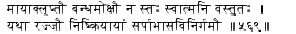 मायाक्लृप्तौ बन्धमोक्षौ न स्तः स्वात्मनि वस्तुतः ।
यथा रज्जौ निष्क्रियायां सर्पाभासविनिर्गमौ ॥५६९॥